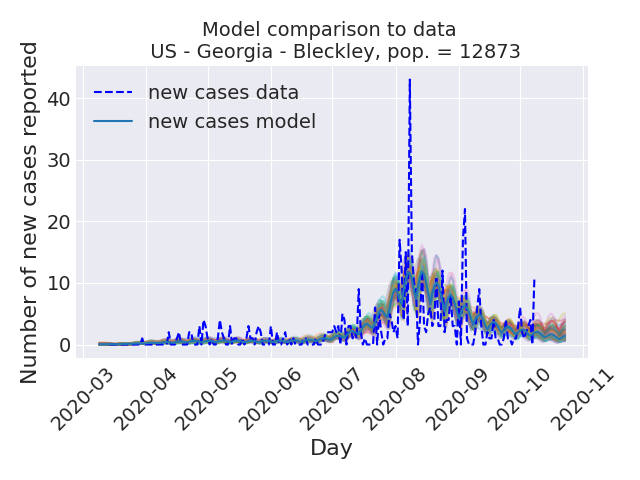 Model comparison to data
US - Georgia - Bleckley, pop. = 12873
Number of new cases reported
40
30
20
10
0
new cases data
new cases model
2020-03
2020-04
2020-05
2020-06
2020-07
2020-08
2020-09
2020-10
2020-11
Day